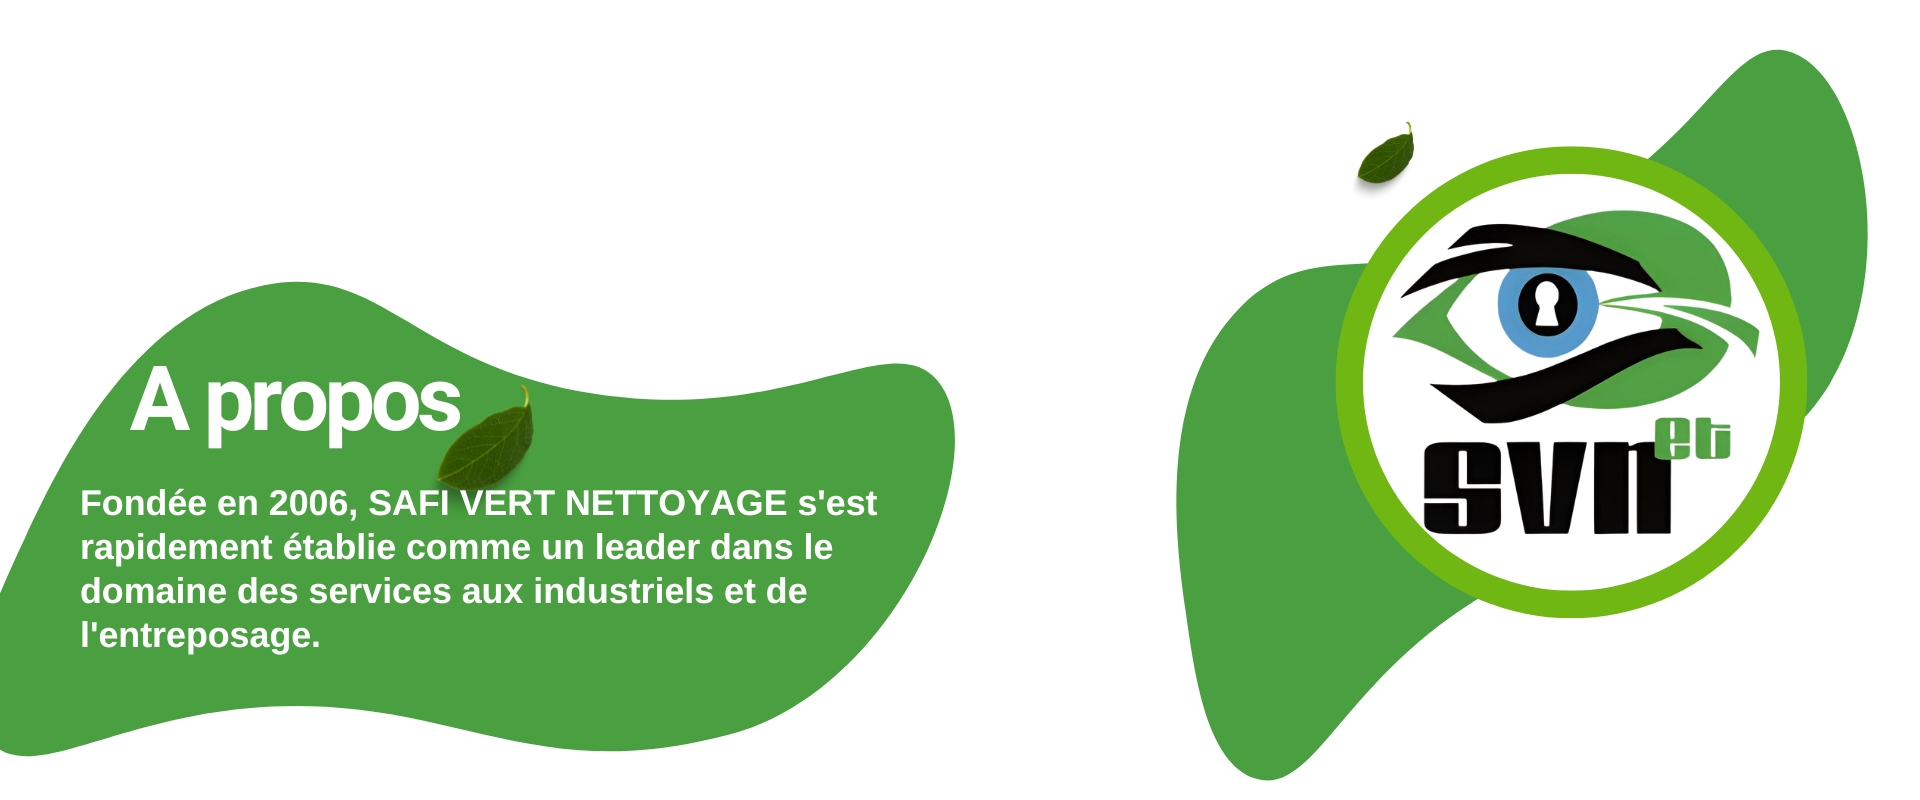 A propos
Fondée en 2006, SAFI VERT NETTOYAGE s'est
rapidement établie comme un leader dans le
domaine des services aux industriels et de
l'entreposage.
eti
svn